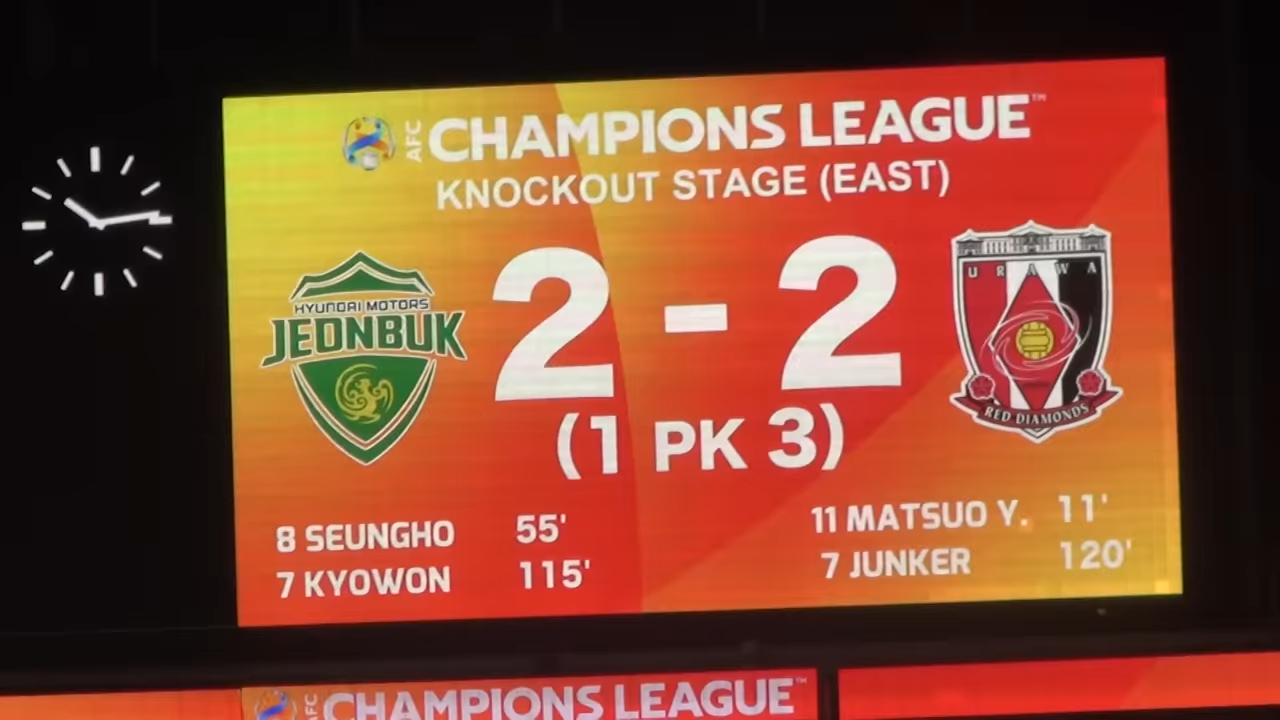 AFC CHAMPIONS LEAGUE™
KNOCKOUT STAGE (EAST)
HYUNDAI MOTORS
JEONBUK
2 - 2
URAWA
RED DIAMONDS
(1 PK 3)
8 SEUNGHO 55'
7 KYOWON 115'
11 MATSUO Y. 11'
7 JUNKER 120'
AFC CHAMPIONS LEAGUE™